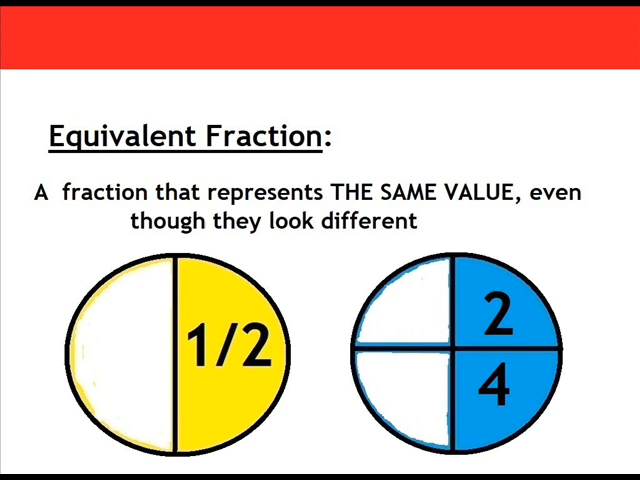 Equivalent Fraction:
A fraction that represents THE SAME VALUE, even
though they look different
1/2
2
4